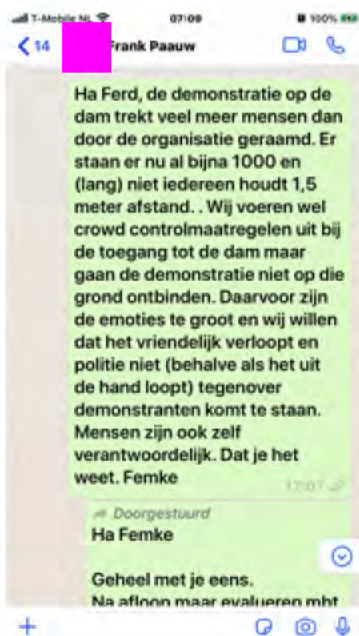 T-Mobile NL 07:09 100%
14 Frank Paauw
Ha Ferd, de demonstratie op de
dam trekt veel meer mensen dan
door de organisatie geraamd. Er
staan er nu al bijna 1000 en
(lang) niet iedereen houdt 1,5
meter afstand. . Wij voeren wel
crowd controlmaatregelen uit bij
de toegang tot de dam maar
gaan de demonstratie niet op die
grond ontbinden. Daarvoor zijn
de emoties te groot en wij willen
dat het vriendelijk verloopt en
politie niet (behalve als het uit
de hand loopt) tegenover
demonstranten komt te staan.
Mensen zijn ook zelf
verantwoordelijk. Dat je het
weet. Femke
Doorgestuurd
Ha Femke
Geheel met je eens.
Na afloop maar evalueren mbt